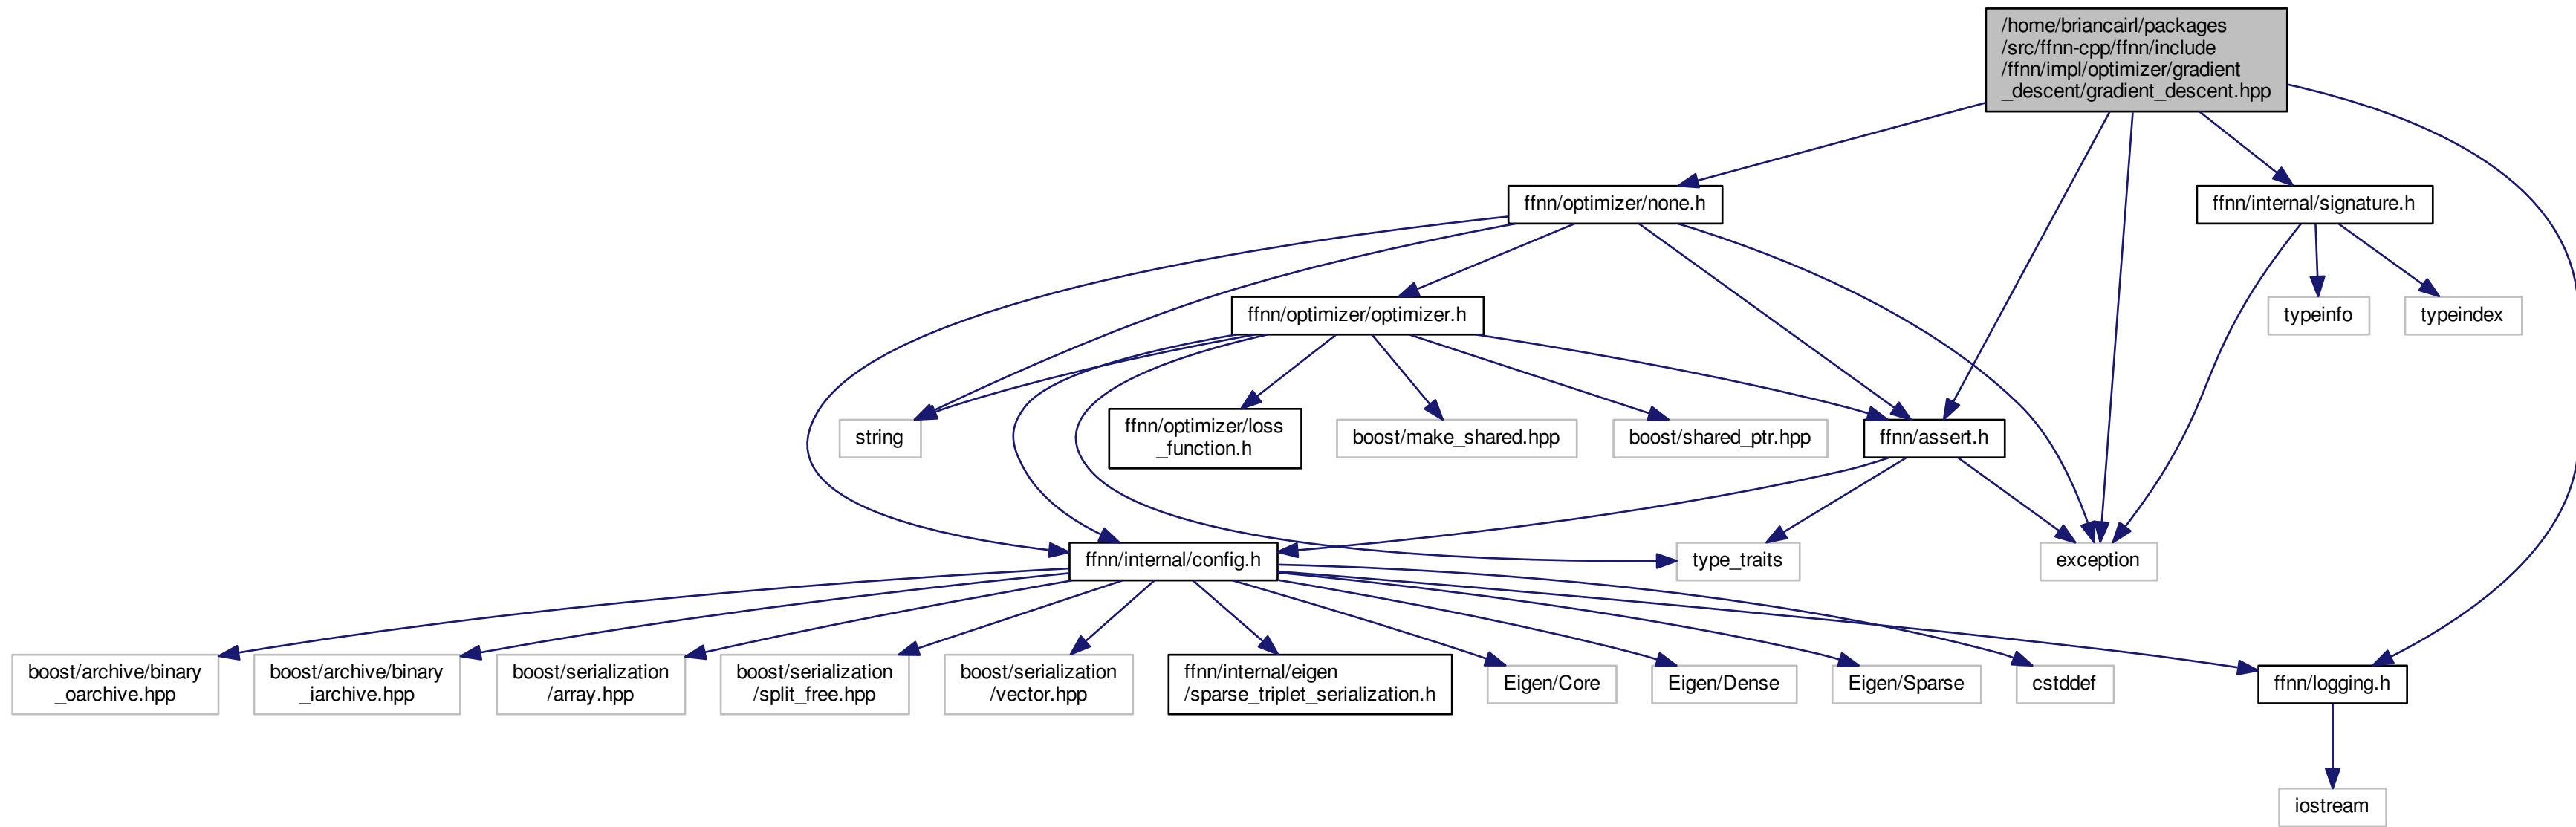 /home/briancairl/packages
/src/ffnn-cpp/ffnn/include
/ffnn/impl/optimizer/gradient
_descent/gradient_descent.hpp
ffnn/optimizer/none.h
ffnn/internal/signature.h
ffnn/optimizer/optimizer.h
typeinfo
typeindex
string
ffnn/optimizer/loss
_function.h
boost/make_shared.hpp
boost/shared_ptr.hpp
ffnn/assert.h
ffnn/internal/config.h
type_traits
exception
boost/archive/binary
_oarchive.hpp
boost/archive/binary
_iarchive.hpp
boost/serialization
/array.hpp
boost/serialization
/split_free.hpp
boost/serialization
/vector.hpp
ffnn/internal/eigen
/sparse_triplet_serialization.h
Eigen/Core
Eigen/Dense
Eigen/Sparse
cstddef
ffnn/logging.h
iostream